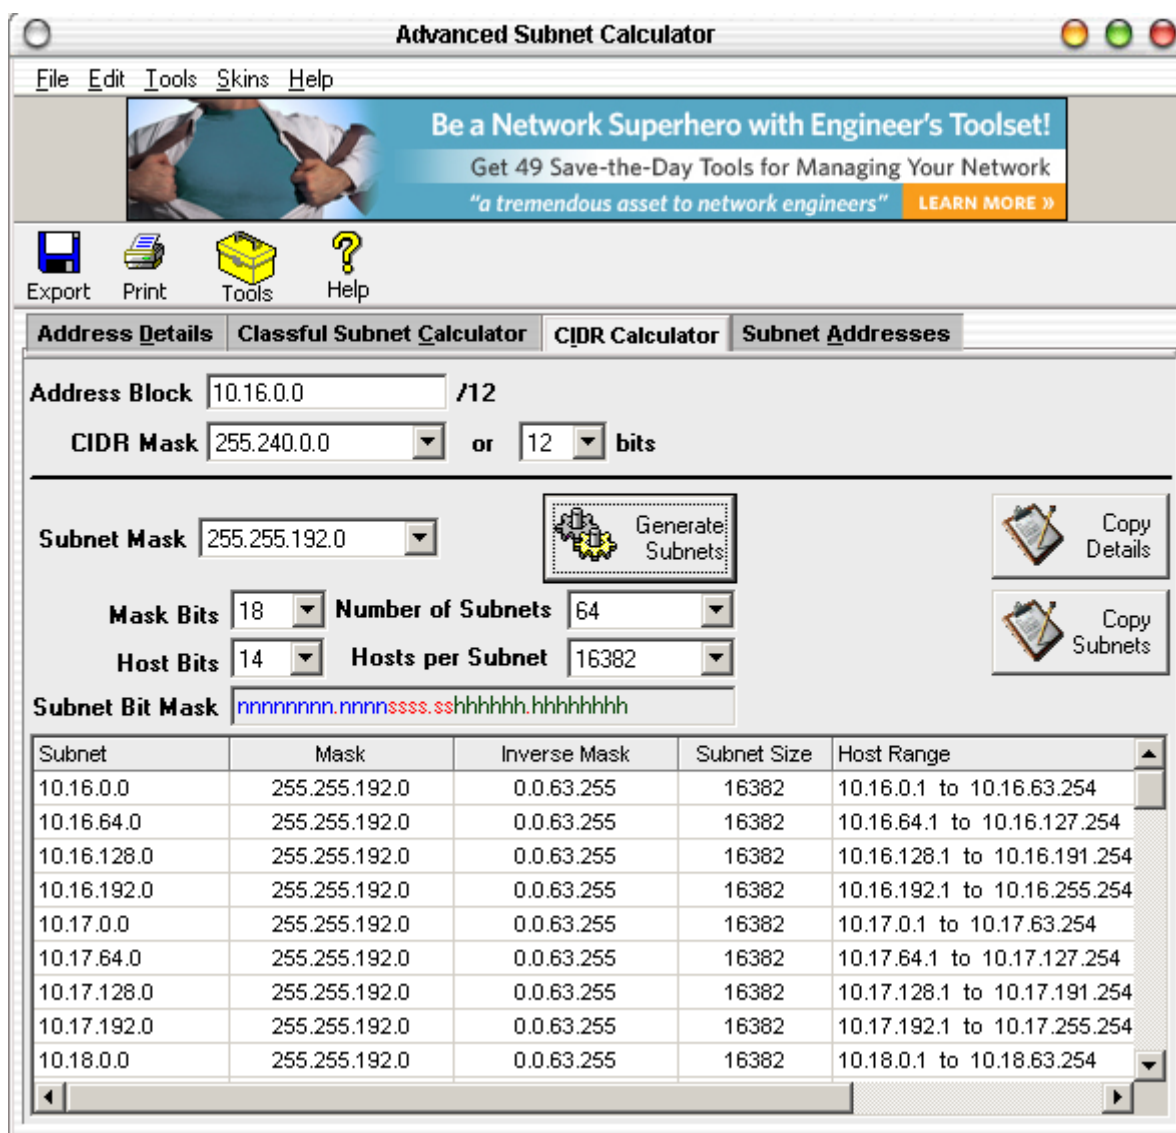 Advanced Subnet Calculator
File Edit Tools Skins Help
Be a Network Superhero with Engineer's Toolset!
Get 49 Save-the-Day Tools for Managing Your Network
"a tremendous asset to network engineers" LEARN MORE »
Export Print Tools Help
Address Details Classful Subnet Calculator CIDR Calculator Subnet Addresses
Address Block 10.16.0.0 /12
CIDR Mask 255.240.0.0 or 12 bits
Subnet Mask 255.255.192.0 Generate Subnets Copy Details
Mask Bits 18 Number of Subnets 64 Copy Subnets
Host Bits 14 Hosts per Subnet 16382
Subnet Bit Mask nnnnnnnn.nnnnssss.sshhhhhh.hhhhhhhh
Subnet Mask Inverse Mask Subnet Size Host Range
10.16.0.0 255.255.192.0 0.0.63.255 16382 10.16.0.1 to 10.16.63.254
10.16.64.0 255.255.192.0 0.0.63.255 16382 10.16.64.1 to 10.16.127.254
10.16.128.0 255.255.192.0 0.0.63.255 16382 10.16.128.1 to 10.16.191.254
10.16.192.0 255.255.192.0 0.0.63.255 16382 10.16.192.1 to 10.16.255.254
10.17.0.0 255.255.192.0 0.0.63.255 16382 10.17.0.1 to 10.17.63.254
10.17.64.0 255.255.192.0 0.0.63.255 16382 10.17.64.1 to 10.17.127.254
10.17.128.0 255.255.192.0 0.0.63.255 16382 10.17.128.1 to 10.17.191.254
10.17.192.0 255.255.192.0 0.0.63.255 16382 10.17.192.1 to 10.17.255.254
10.18.0.0 255.255.192.0 0.0.63.255 16382 10.18.0.1 to 10.18.63.254